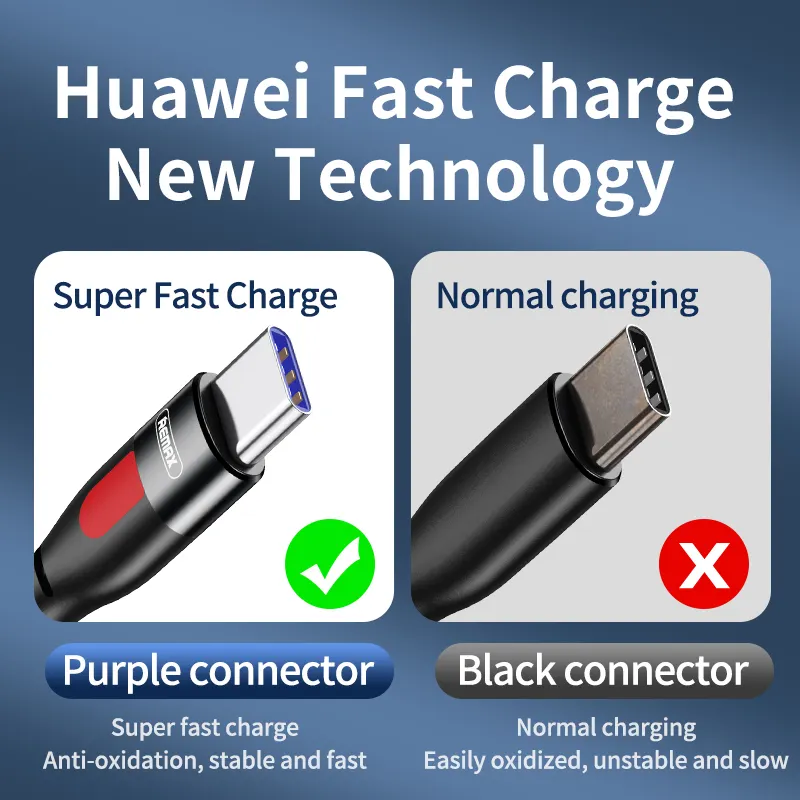 Huawei Fast Charge
New Technology
Super Fast Charge
Normal charging
REMAX
Purple connector
Black connector
Super fast charge
Anti-oxidation, stable and fast
Normal charging
Easily oxidized, unstable and slow